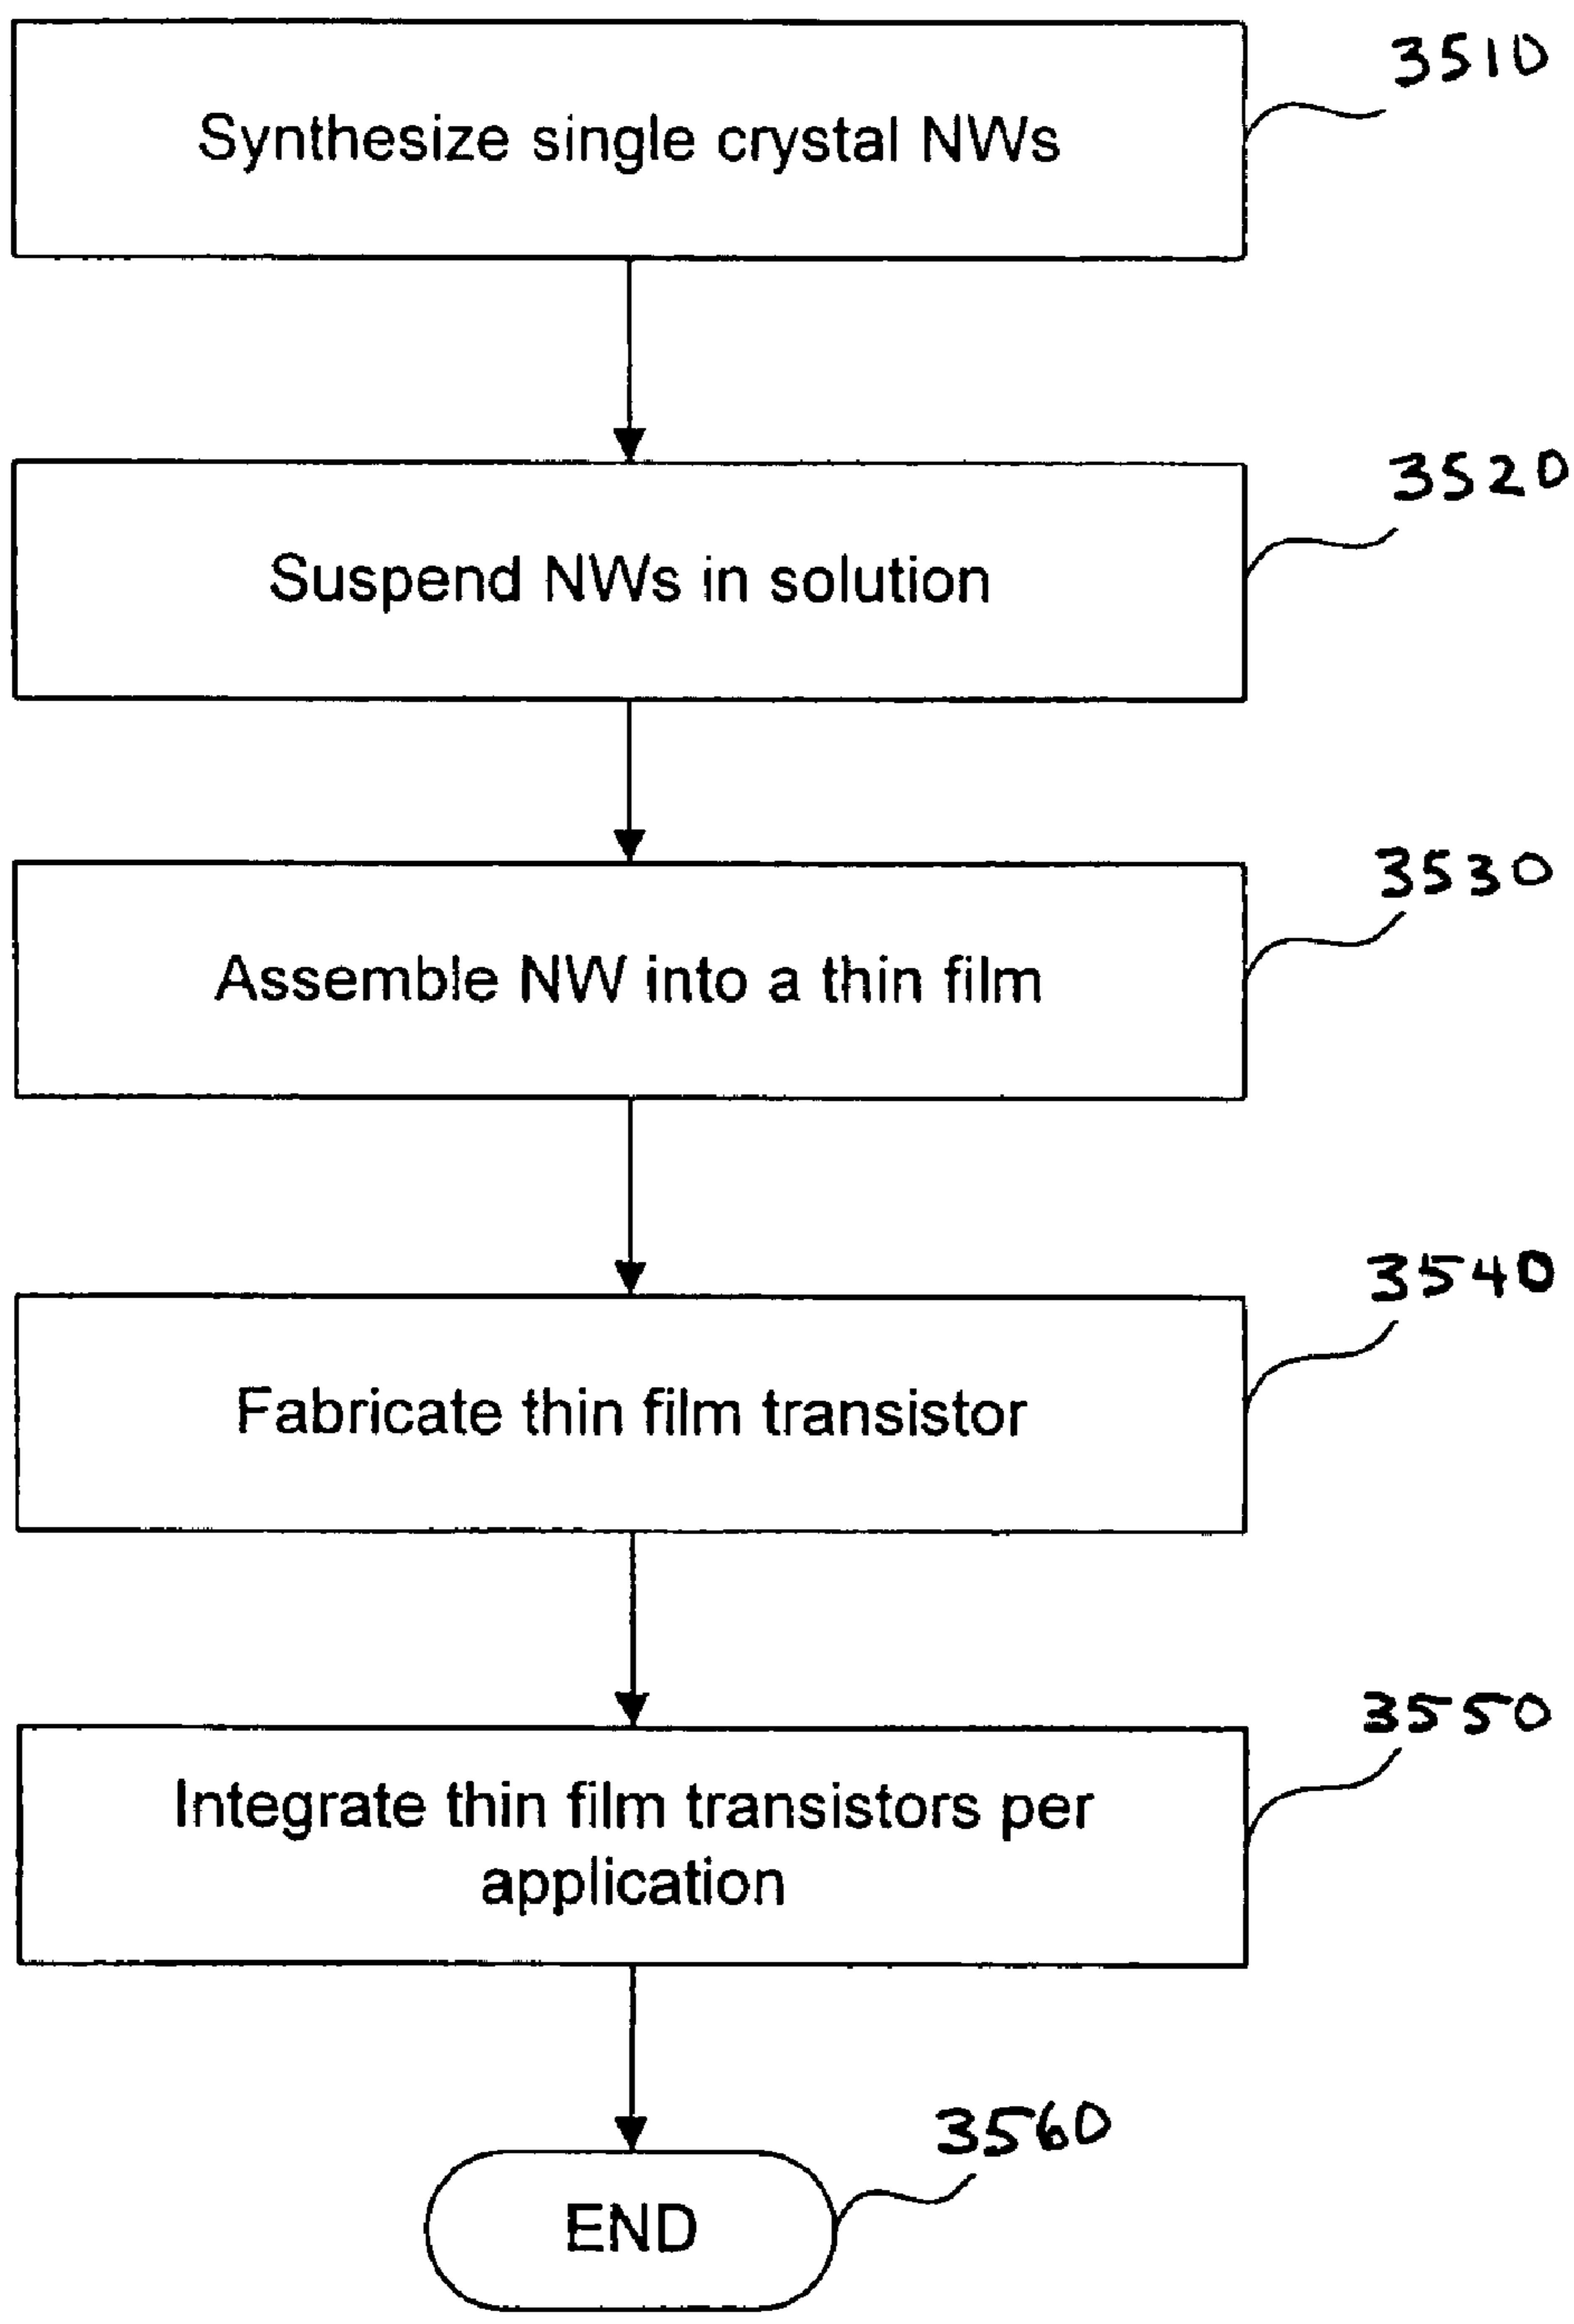 3510
Synthesize single crystal NWs
3520
Suspend NWs in solution
3530
Assemble NW into a thin film
3540
Fabricate thin film transistor
3550
Integrate thin film transistors per
application
3560
END